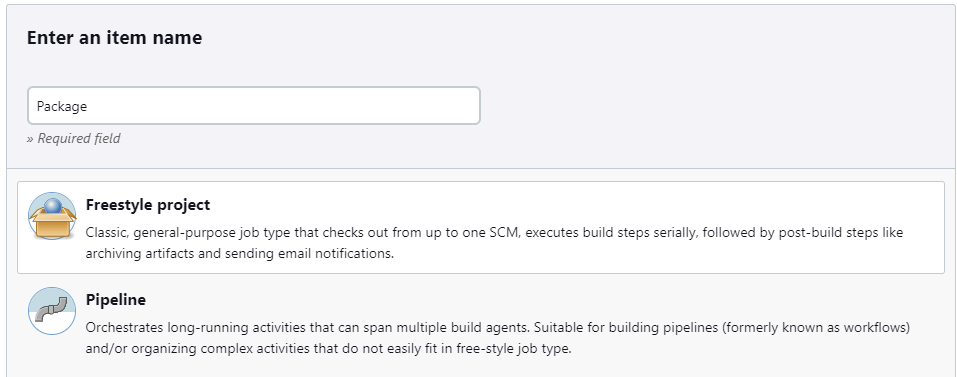 Enter an item name
Package
» Required field
Freestyle project
Classic, general-purpose job type that checks out from up to one SCM, executes build steps serially, followed by post-build steps like
archiving artifacts and sending email notifications.
Pipeline
Orchestrates long-running activities that can span multiple build agents. Suitable for building pipelines (formerly known as workflows)
and/or organizing complex activities that do not easily fit in free-style job type.